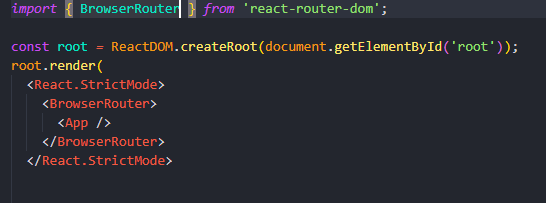 import { BrowserRouter } from 'react-router-dom';
const root = ReactDOM.createRoot(document.getElementById('root'));
root.render(
<React.StrictMode>
<BrowserRouter>
<App />
</BrowserRouter>
</React.StrictMode>